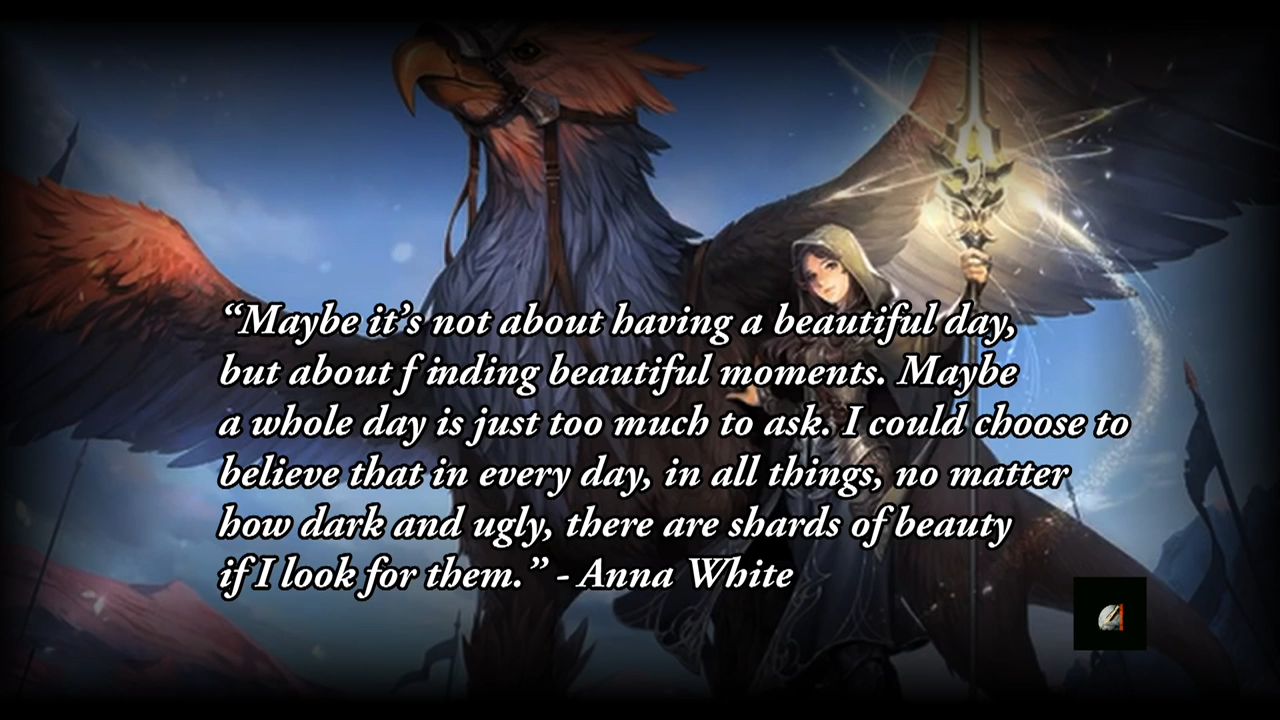 “Maybe it’s not about having a beautiful day,
but about f inding beautiful moments. Maybe
a whole day is just too much to ask. I could choose to
believe that in every day, in all things, no matter
how dark and ugly, there are shards of beauty
if I look for them.” - Anna White